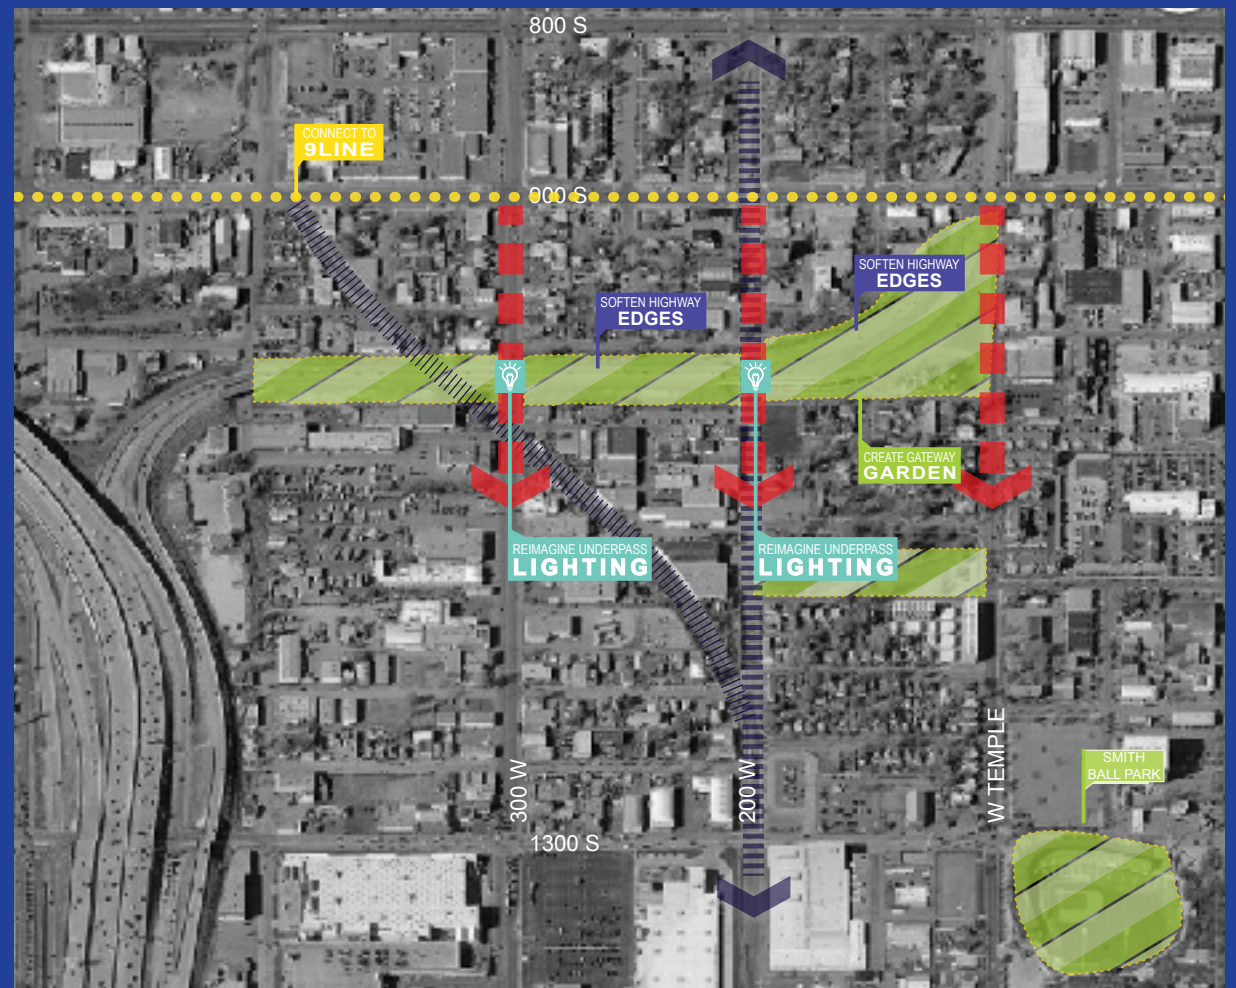 800 S
CONNECT TO
9LINE
900 S
SOFTEN HIGHWAY
EDGES
SOFTEN HIGHWAY
EDGES
CREATE GATEWAY
GARDEN
REIMAGINE UNDERPASS
LIGHTING
REIMAGINE UNDERPASS
LIGHTING
300 W
200 W
W TEMPLE
SMITH
BALL PARK
1300 S